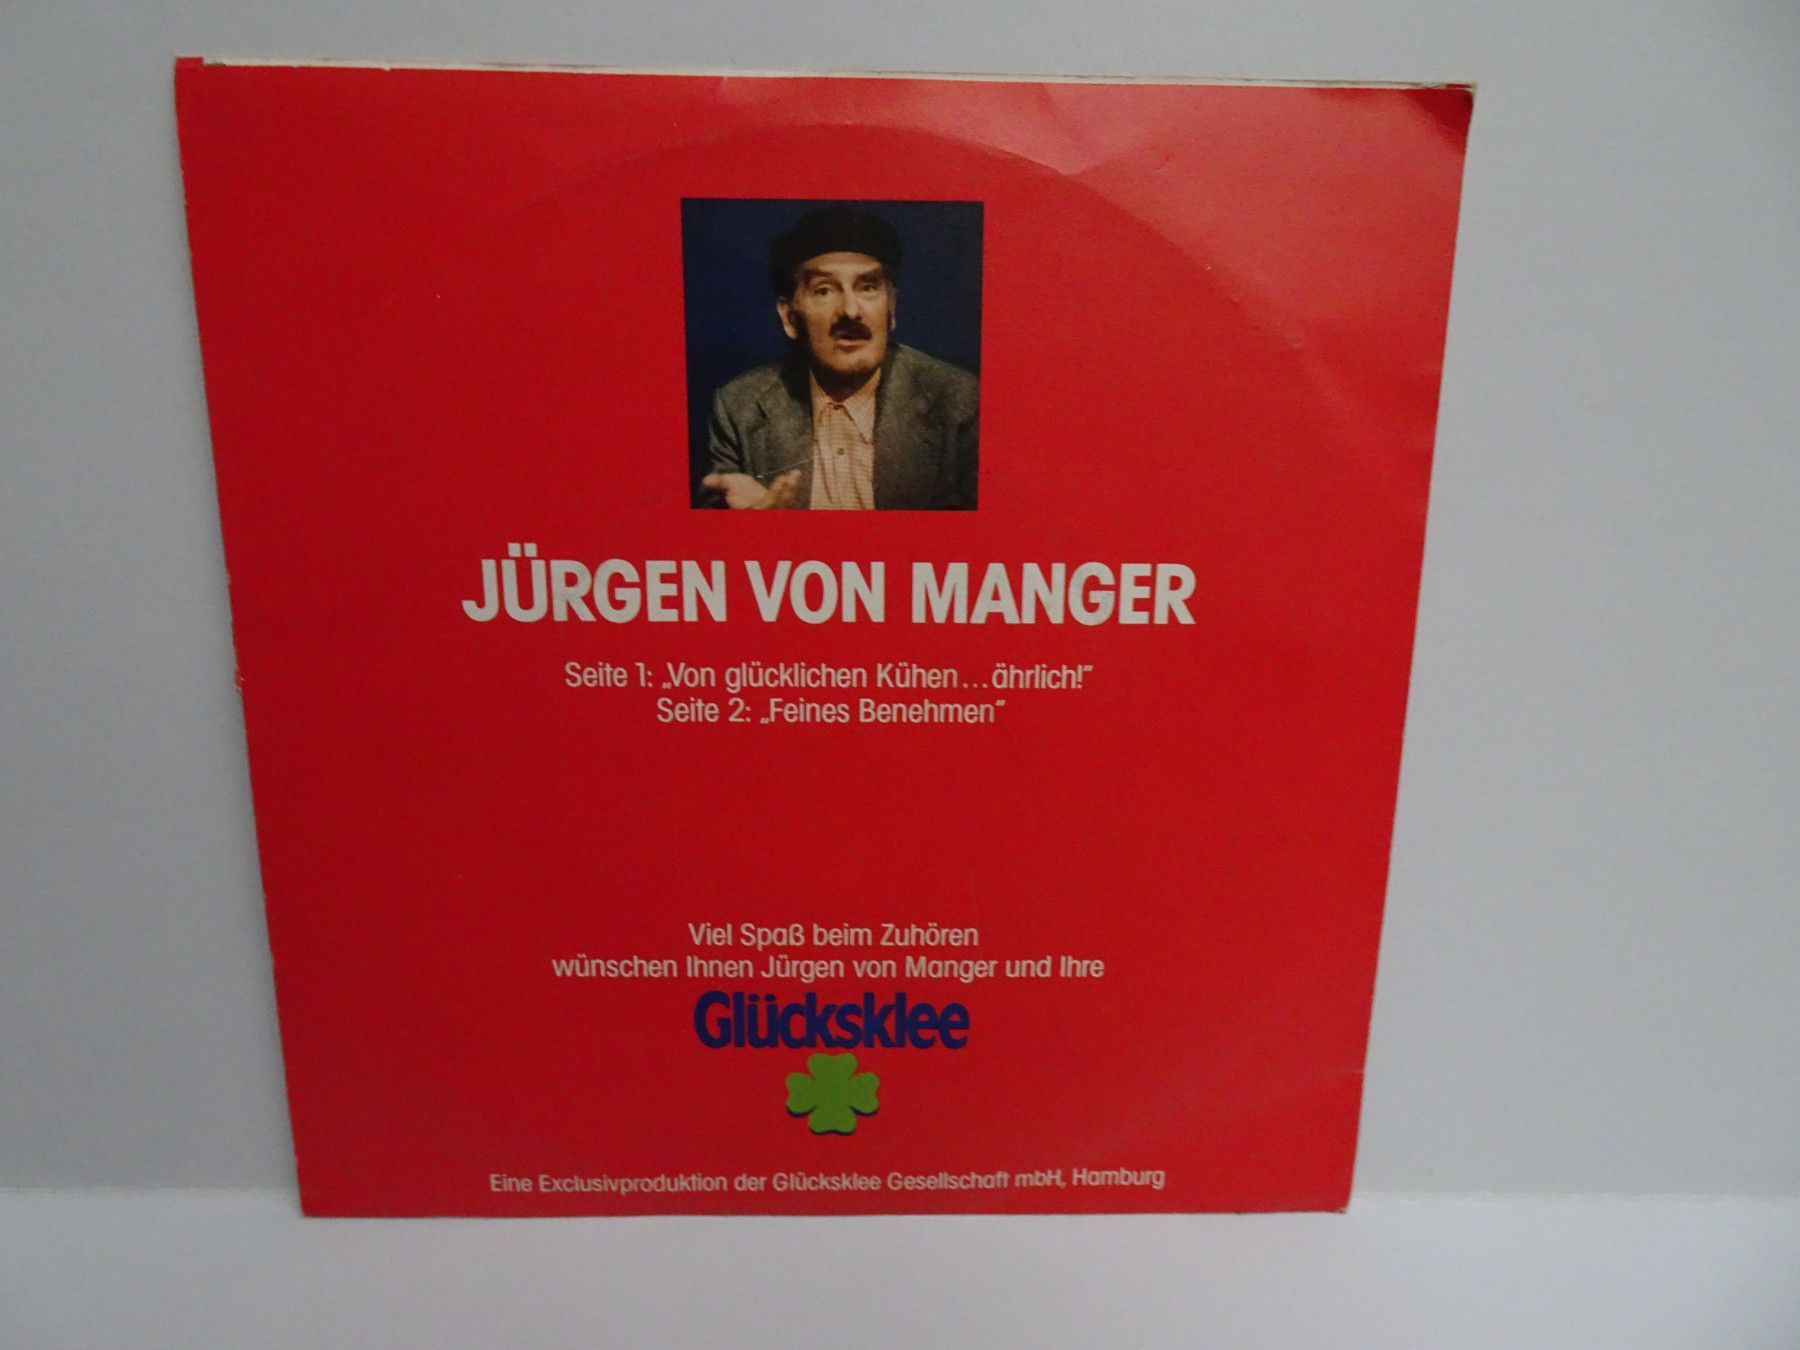 JÜRGEN VON MANGER
Seite 1: „Von glücklichen Kühen...ährlich!"
Seite 2: „Feines Benehmen"
Viel Spaß beim Zuhören
wünschen Ihnen Jürgen von Manger und Ihre
Glücksklee
Eine Exclusivproduktion der Glücksklee Gesellschaft mbH, Hamburg